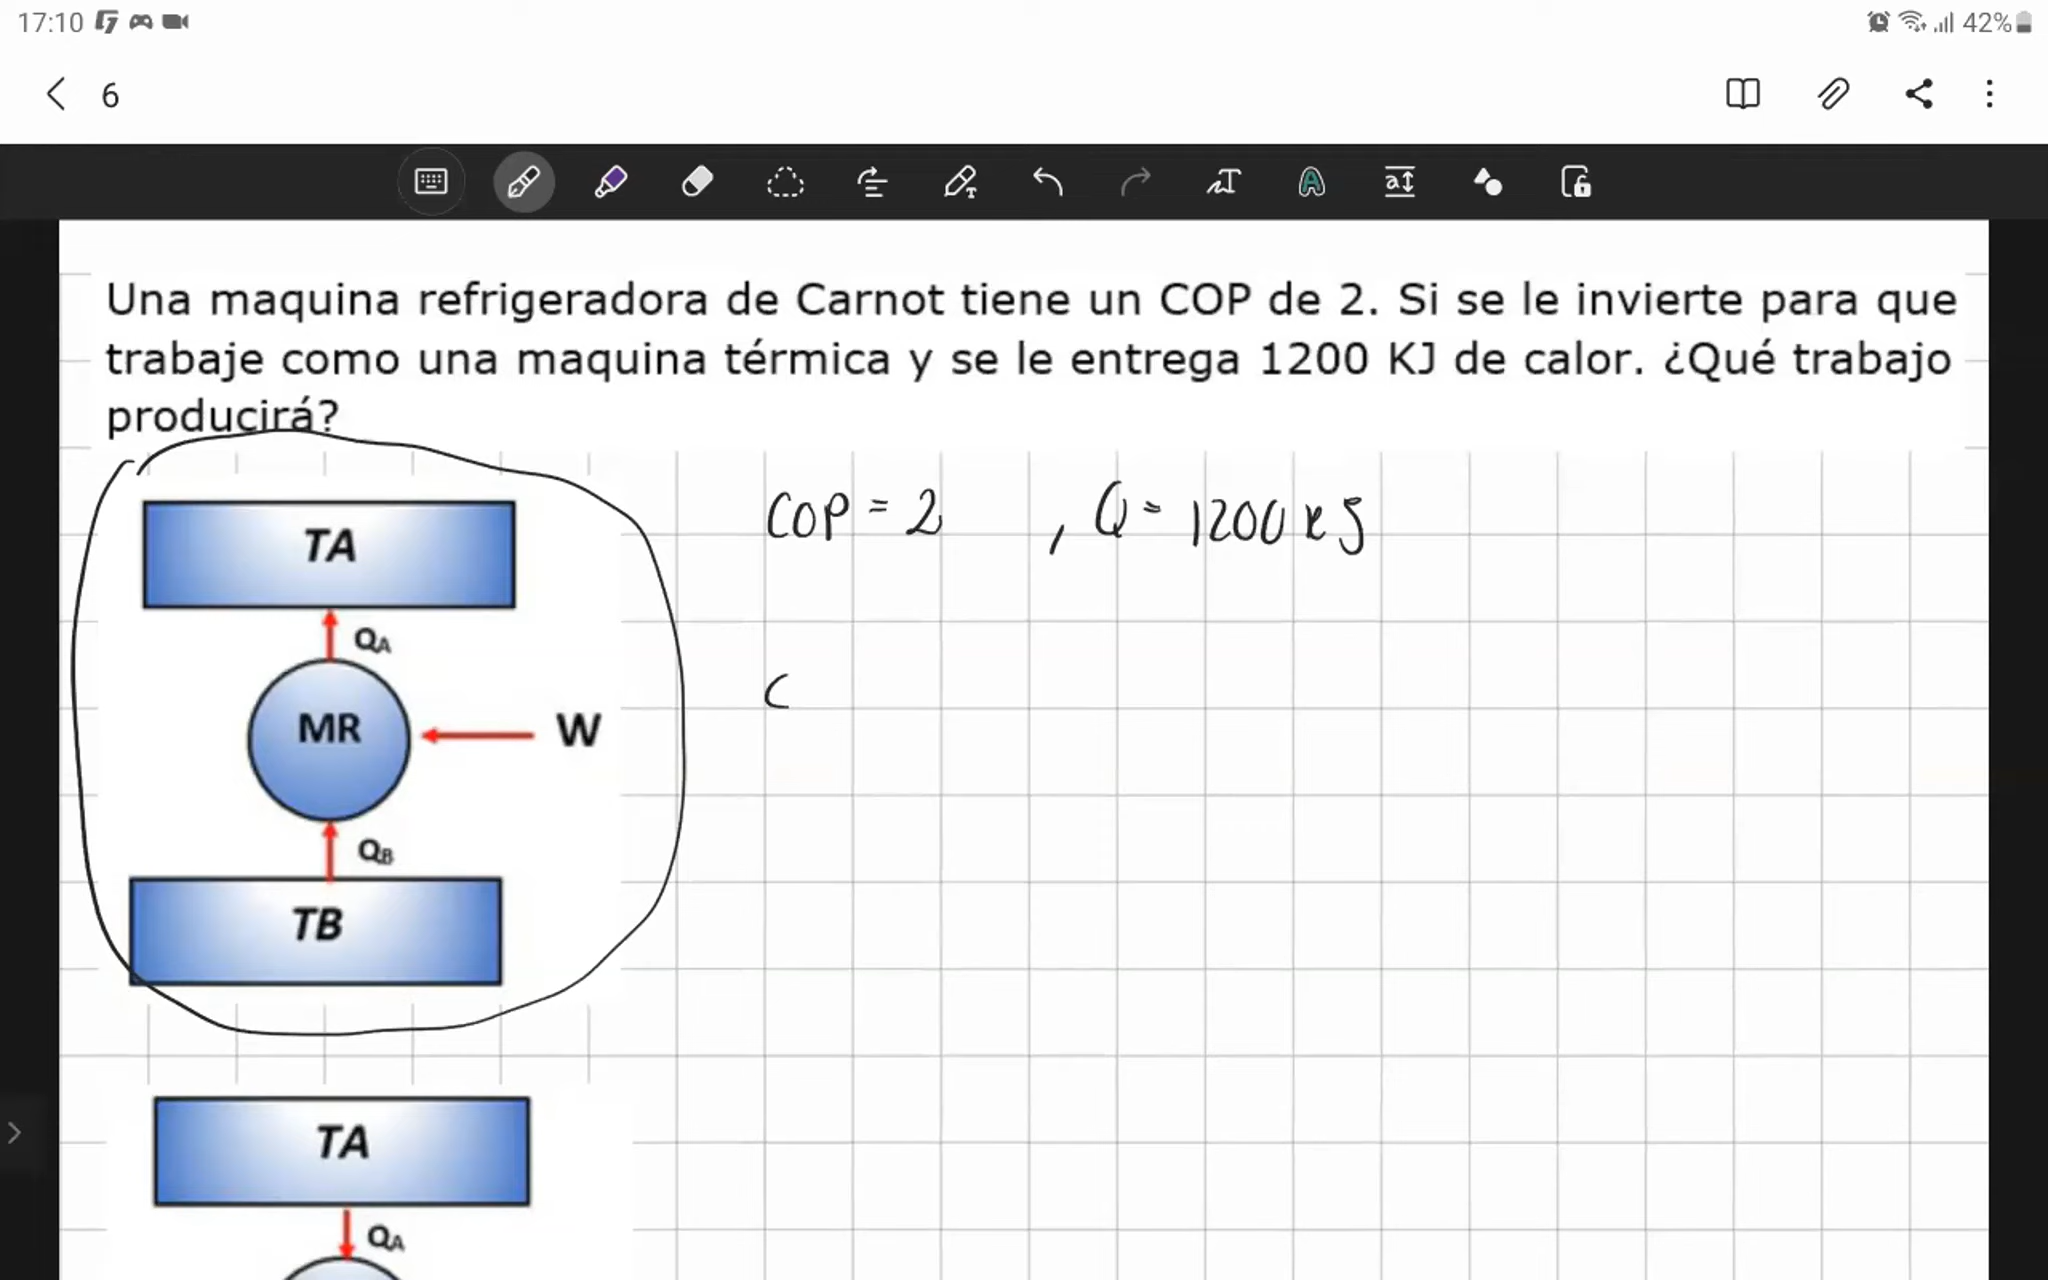 17:10 42%
6
Una maquina refrigeradora de Carnot tiene un COP de 2. Si se le invierte para que
trabaje como una maquina térmica y se le entrega 1200 KJ de calor. ¿Qué trabajo
producirá?
COP = 2 , Q = 1200 KJ
TA
QA
C
MR
W
QB
TB
TA
QA